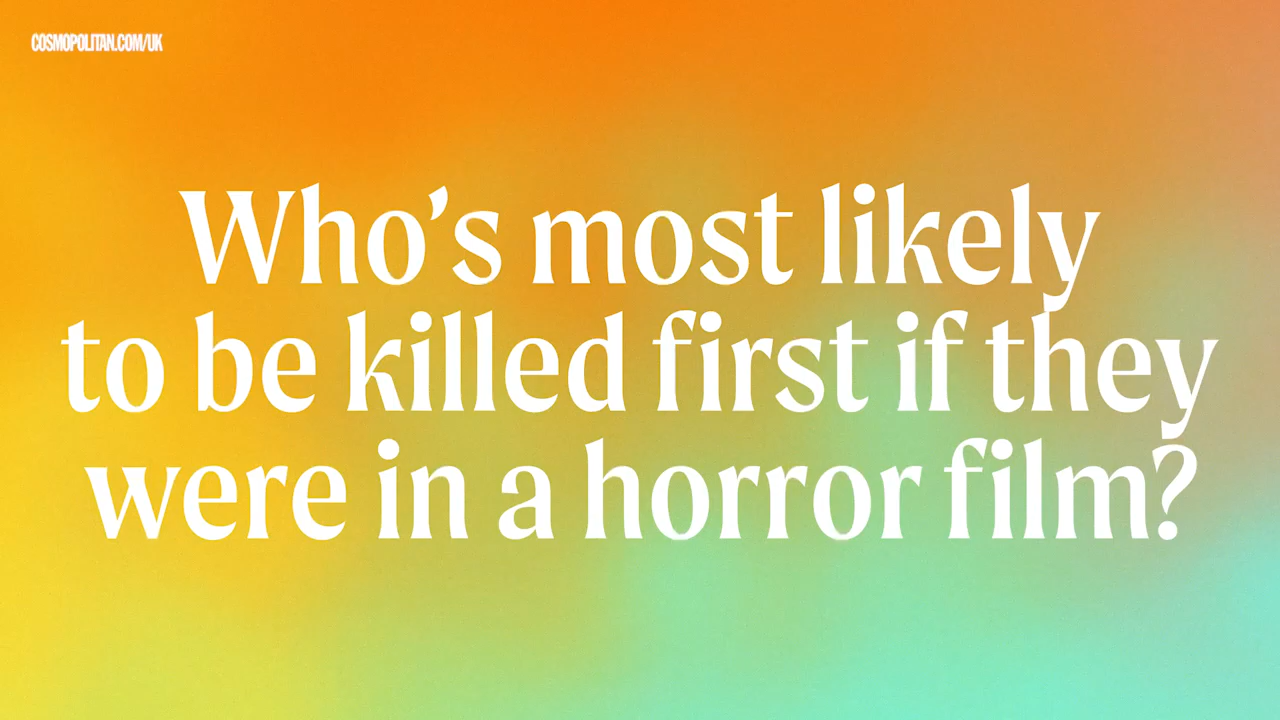 COSMOPOLITAN.COM/UK
Who's most likely
to be killed first if they
were in a horror film?